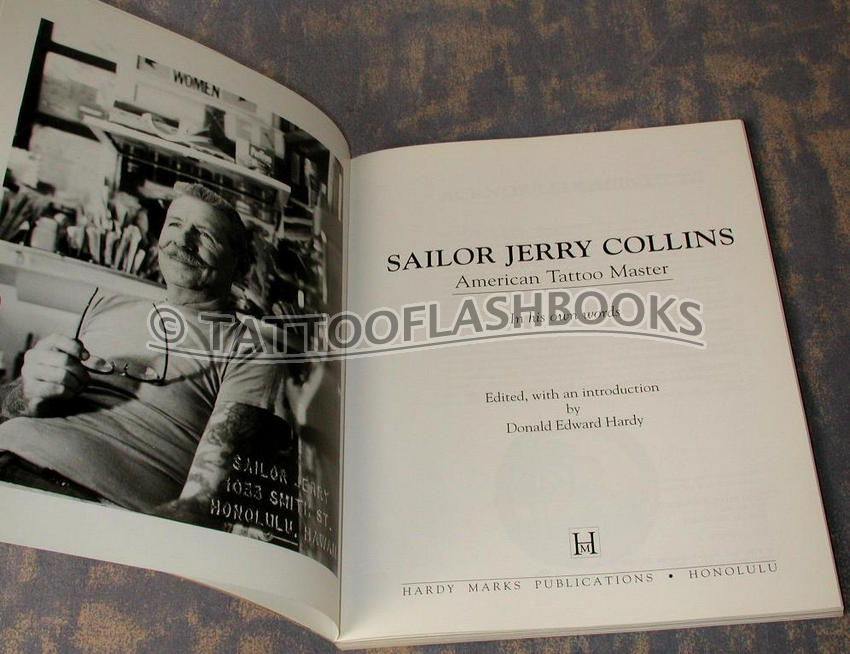 WOMEN
SAILOR JERRY
1033 SMITH ST.
HONOLULU, HAWAII
SAILOR JERRY COLLINS
American Tattoo Master
In his own words
© TATTOOFLASHBOOKS
Edited, with an introduction
by
Donald Edward Hardy
HM
HARDY MARKS PUBLICATIONS • HONOLULU